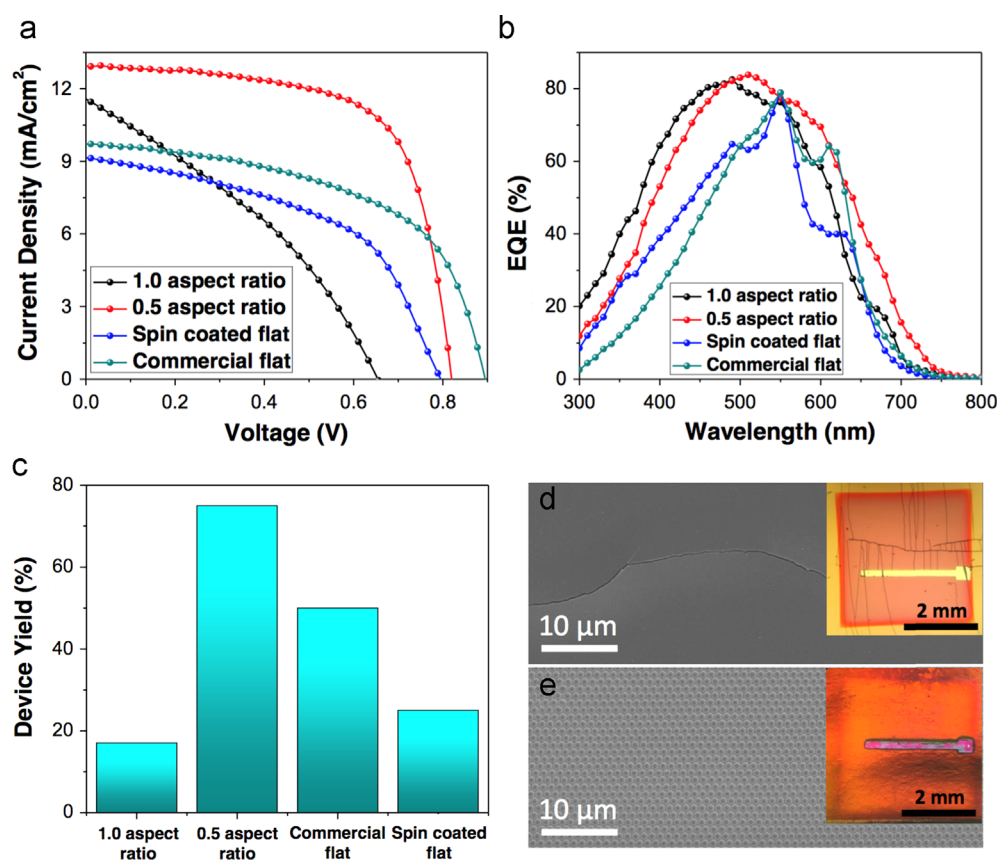 a
Current Density (mA/cm²)
12
9
6
3
0
0.0
0.2
0.4
0.6
0.8
Voltage (V)
1.0 aspect ratio
0.5 aspect ratio
Spin coated flat
Commercial flat
b
EQE (%)
80
60
40
20
0
300
400
500
600
700
800
Wavelength (nm)
1.0 aspect ratio
0.5 aspect ratio
Spin coated flat
Commercial flat
c
Device Yield (%)
80
60
40
20
0
1.0 aspect
ratio
0.5 aspect
ratio
Commercial
flat
Spin coated
flat
d
10 μm
2 mm
e
10 μm
2 mm